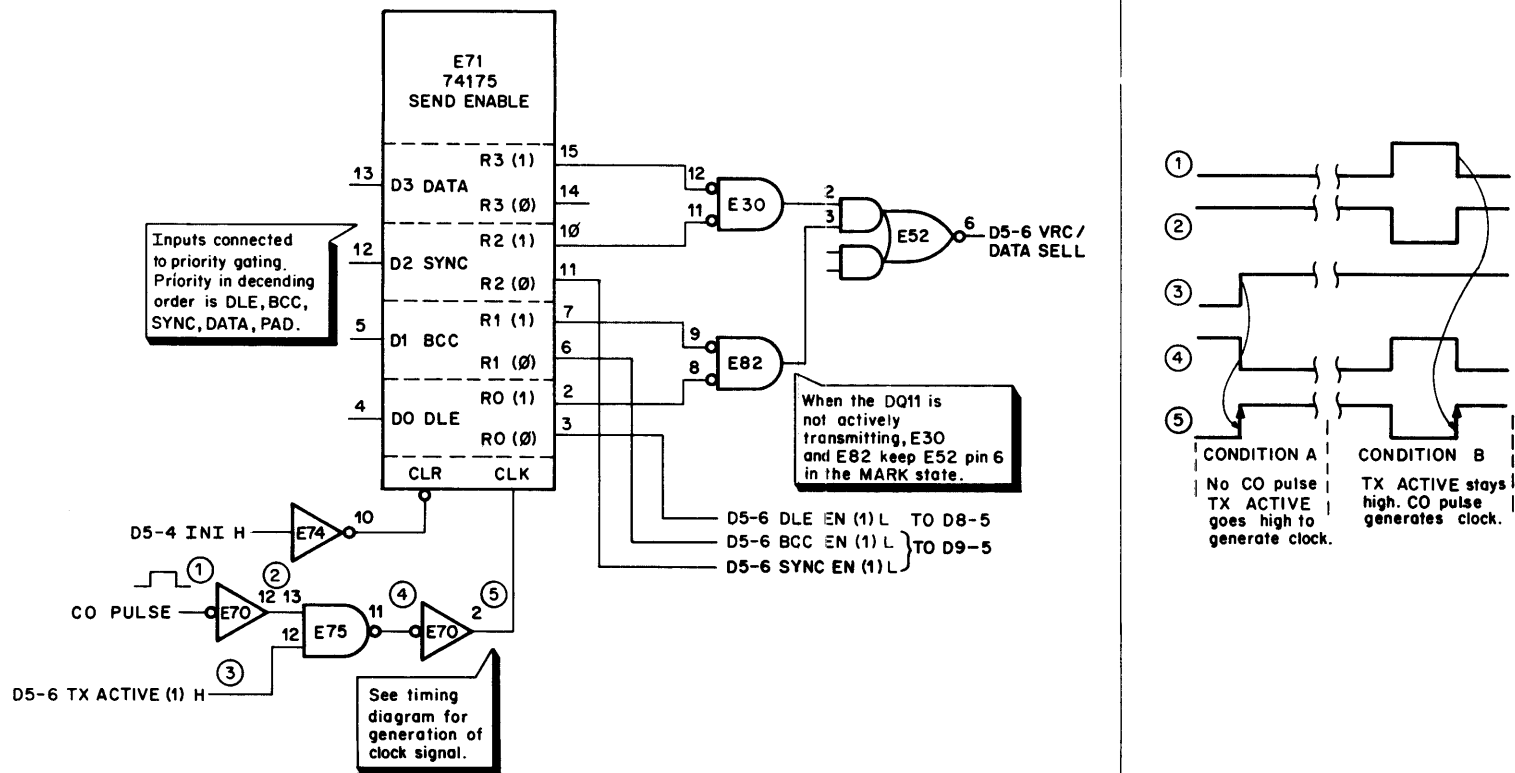 E71
74175
SEND ENABLE
R3 (1)
15
13
D3 DATA
R3 (Ø)
14
12
E30
11
R2 (1)
1Ø
12
D2 SYNC
R2 (Ø)
11
R1 (1)
7
5
D1 BCC
R1 (Ø)
6
9
E82
8
RO (1)
2
4
DO DLE
RO (Ø)
3
CLR
CLK
2
3
E52
6
D5-6 VRC/
DATA SELL
Inputs connected
to priority gating.
Priority in decending
order is DLE, BCC,
SYNC, DATA, PAD.
When the DQ11 is
not actively
transmitting, E30
and E82 keep E52 pin 6
in the MARK state.
D5-6 DLE EN (1) L TO D8-5
D5-6 BCC EN (1) L
TO D9-5
D5-6 SYNC EN (1) L
D5-4 INI H
E74
10
1
CO PULSE
E70
2
12 13
12
E75
11
4
E70
2
5
3
D5-6 TX ACTIVE (1) H
See timing
diagram for
generation of
clock signal.
1
2
3
4
5
CONDITION A
No CO pulse
TX ACTIVE
goes high to
generate clock.
CONDITION B
TX ACTIVE stays
high. CO pulse
generates clock.